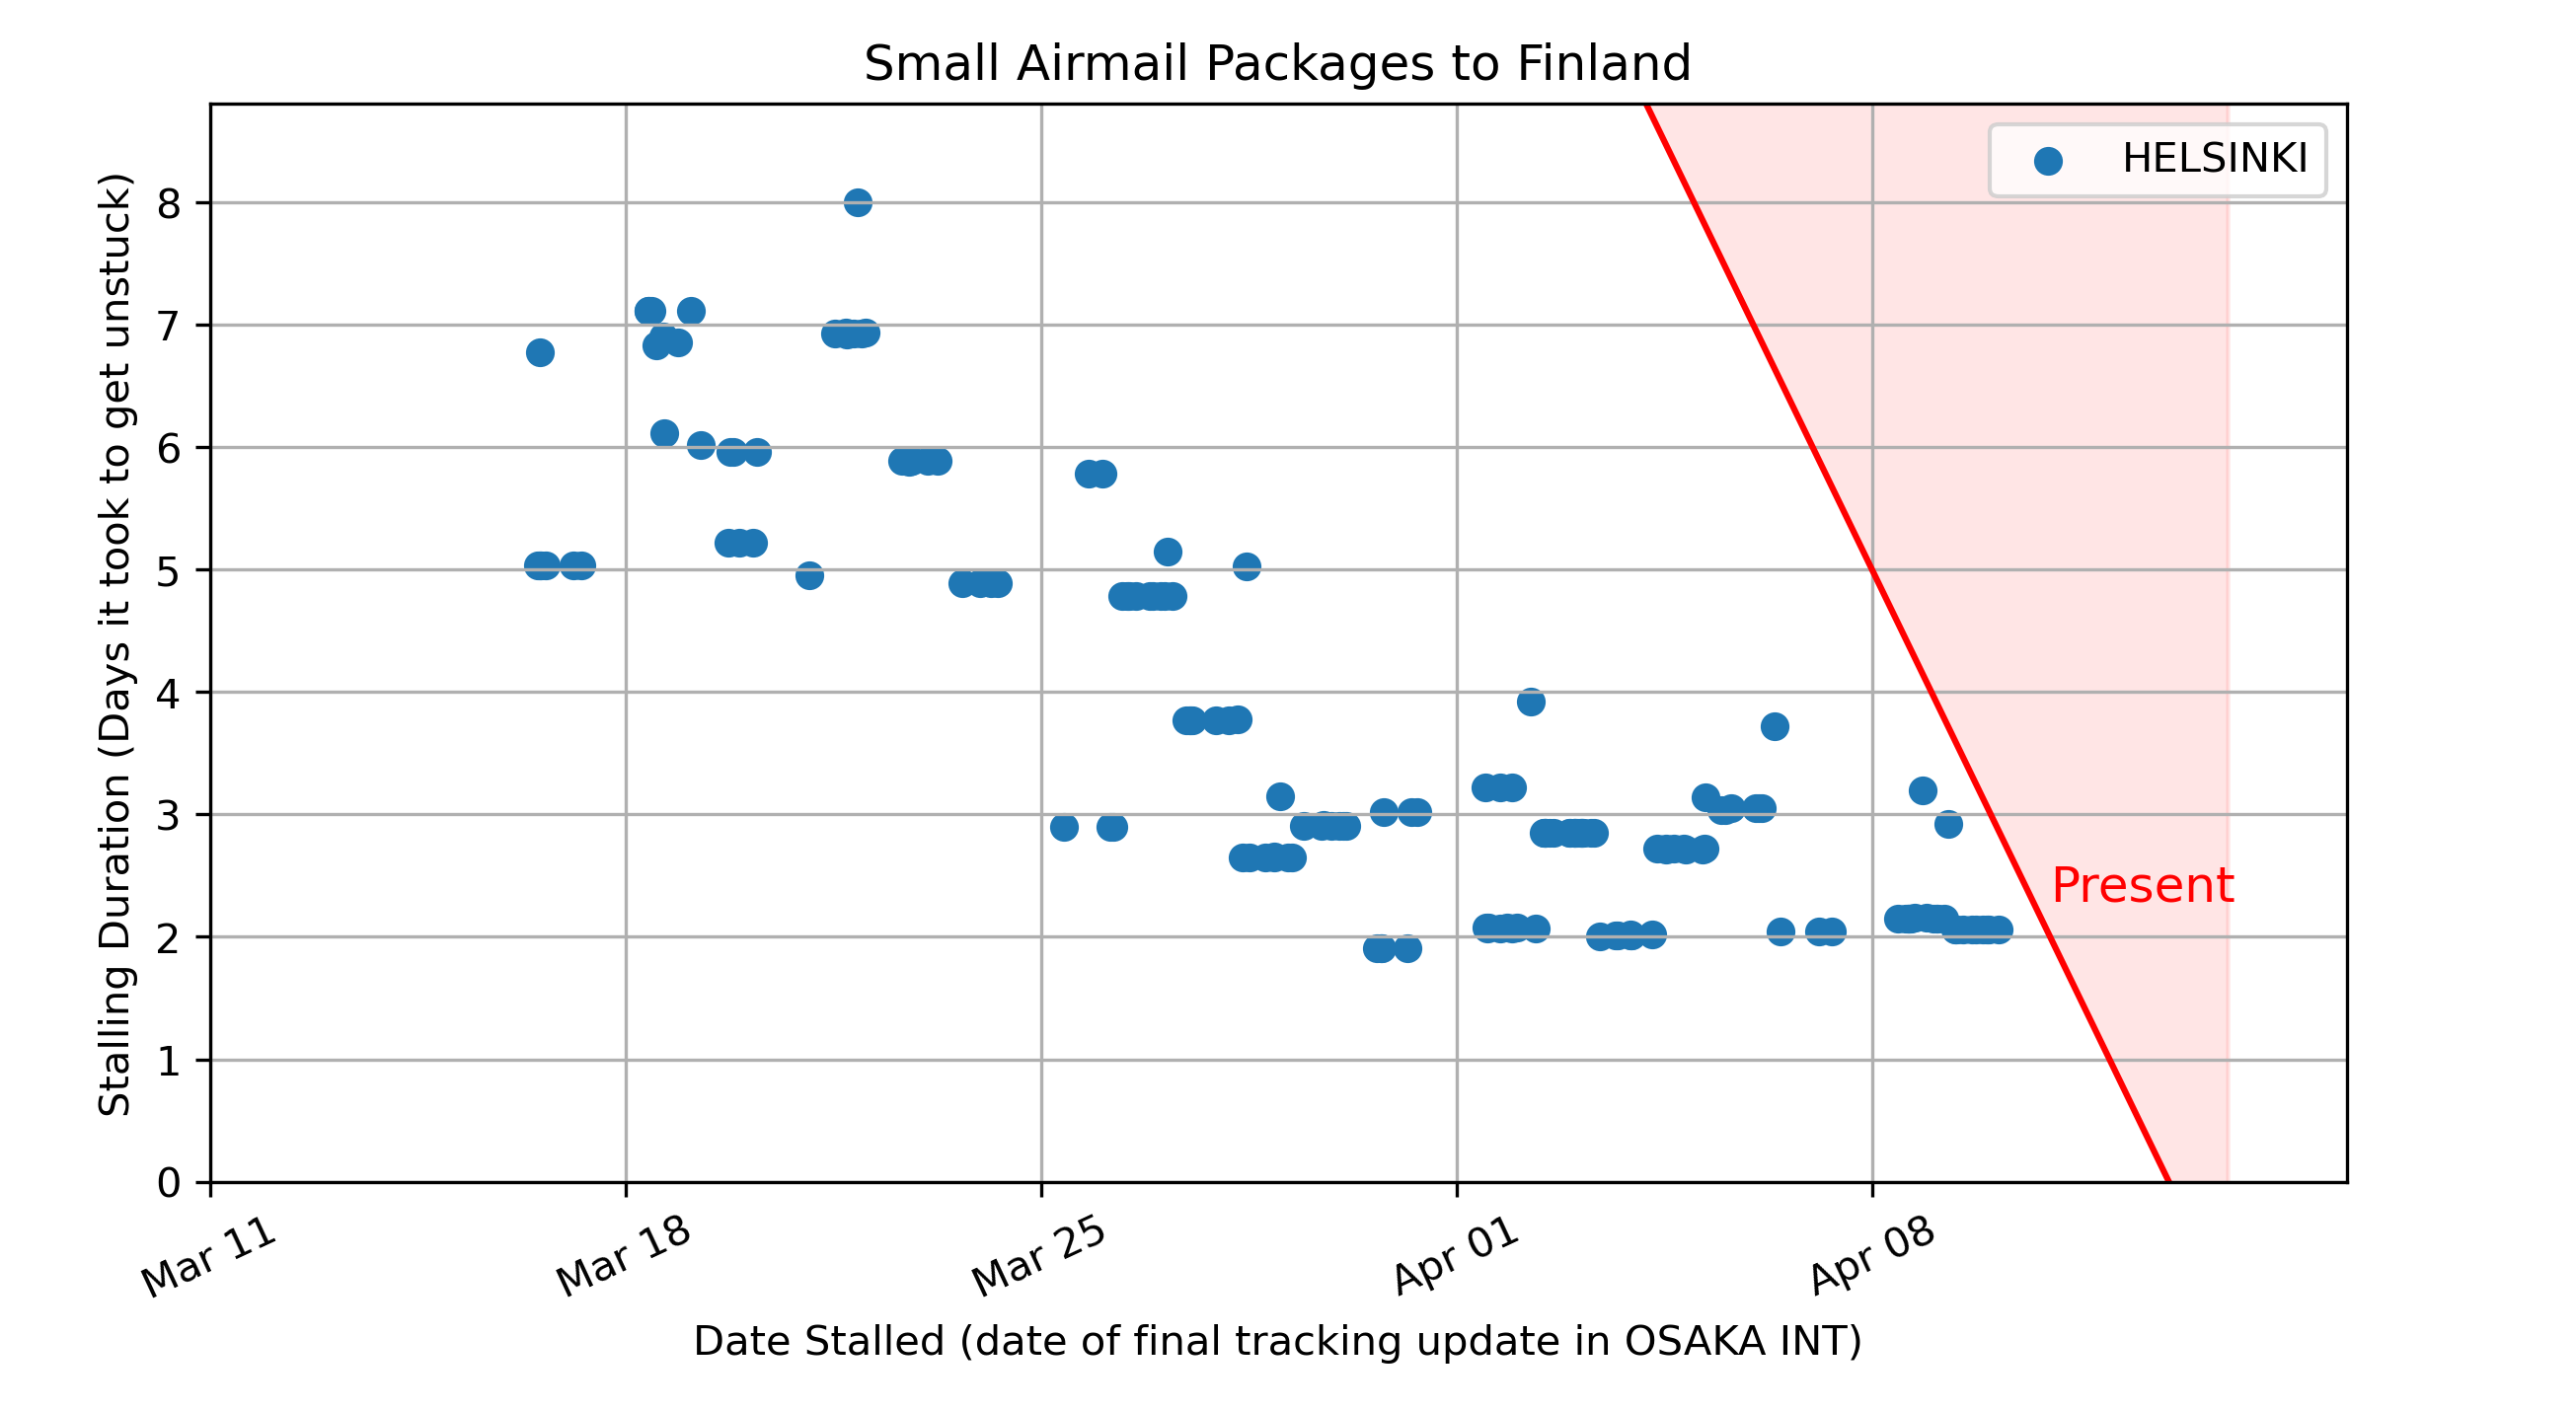 Small Airmail Packages to Finland
HELSINKI
Stalling Duration (Days it took to get unstuck)
8
7
6
5
4
3
2
1
0
Present
Mar 11
Mar 18
Mar 25
Apr 01
Apr 08
Date Stalled (date of final tracking update in OSAKA INT)